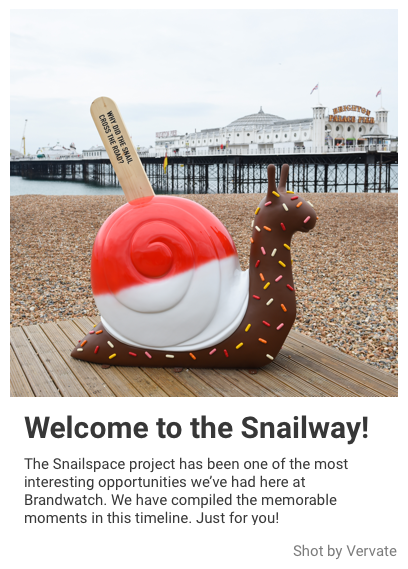 WHY DID THE SNAIL
CROSS THE ROAD?
BRIGHTON
PALACE PIER
Welcome to the Snailway!
The Snailspace project has been one of the most
interesting opportunities we've had here at
Brandwatch. We have compiled the memorable
moments in this timeline. Just for you!
Shot by Vervate